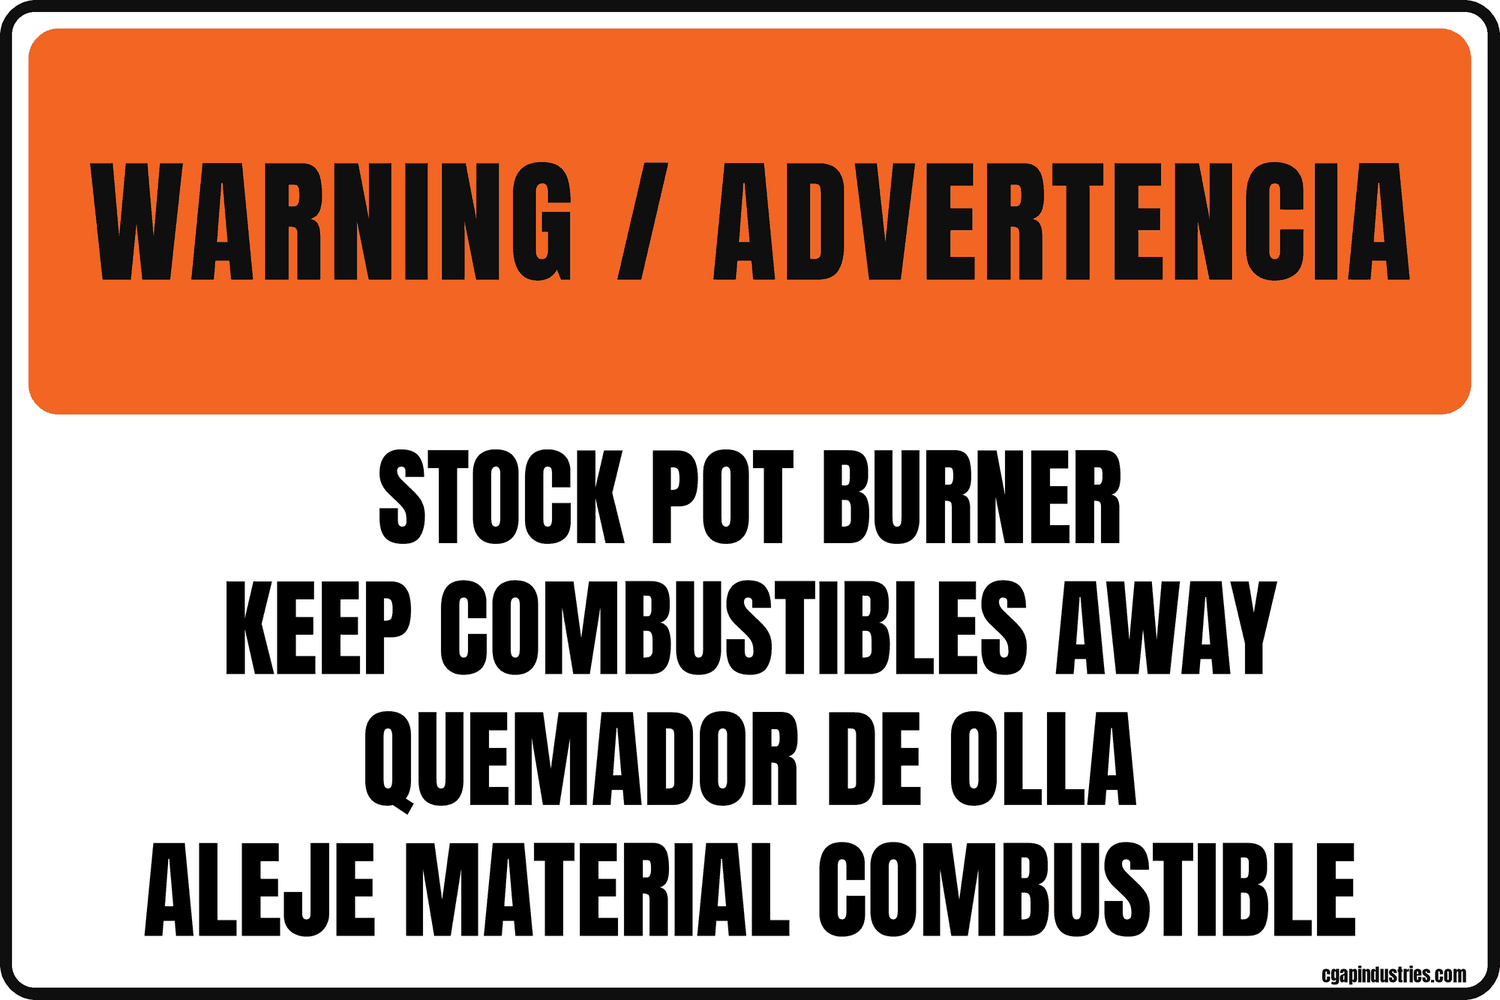 WARNING / ADVERTENCIA
STOCK POT BURNER
KEEP COMBUSTIBLES AWAY
QUEMADOR DE OLLA
ALEJE MATERIAL COMBUSTIBLE
cgapindustries.com